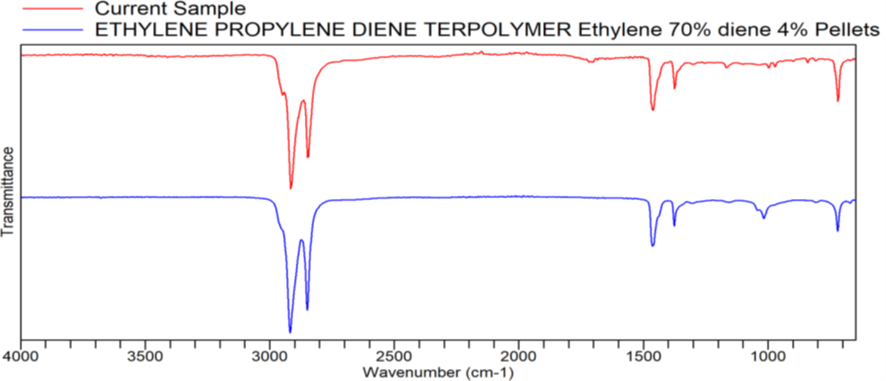 Current Sample
ETHYLENE PROPYLENE DIENE TERPOLYMER Ethylene 70% diene 4% Pellets
Transmittance
4000 3500 3000 2500 2000 1500 1000
Wavenumber (cm-1)